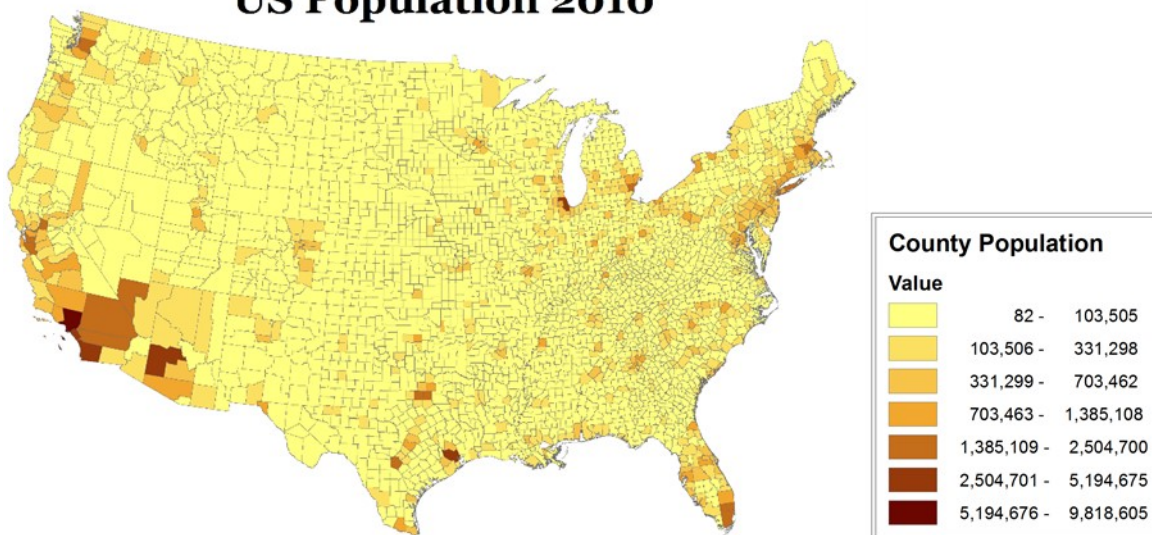 US Population 2010
County Population
Value
82 - 103,505
103,506 - 331,298
331,299 - 703,462
703,463 - 1,385,108
1,385,109 - 2,504,700
2,504,701 - 5,194,675
5,194,676 - 9,818,605